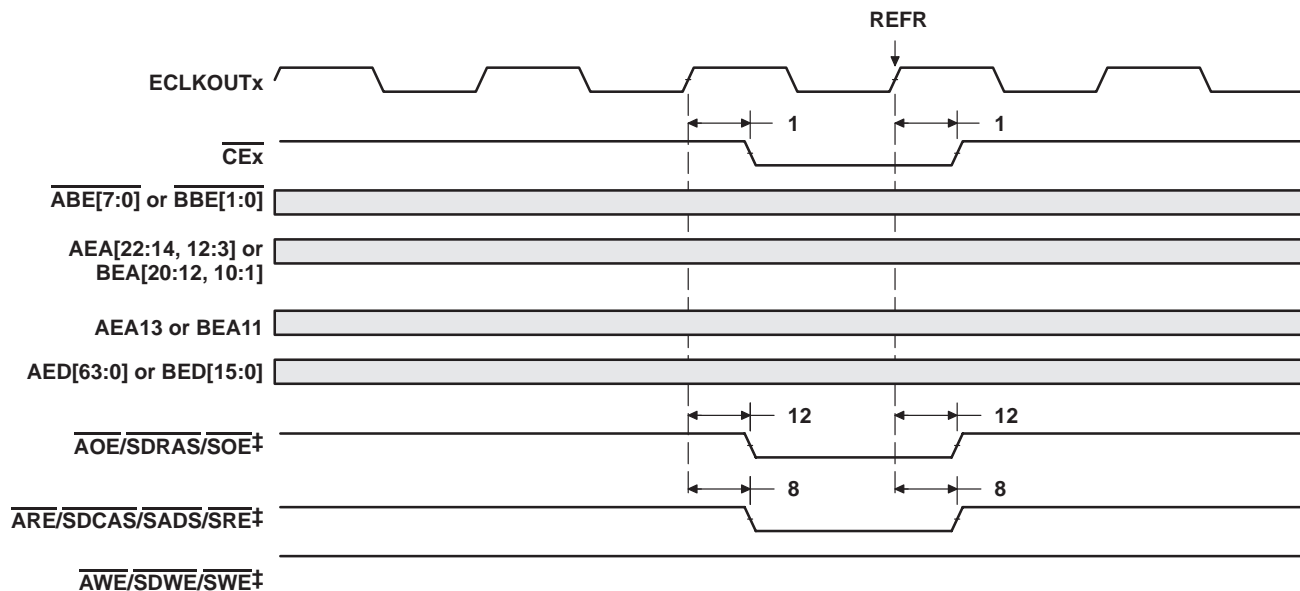 REFR
ECLKOUTx
1 1
CEx
ABE[7:0] or BBE[1:0]
AEA[22:14, 12:3] or
BEA[20:12, 10:1]
AEA13 or BEA11
AED[63:0] or BED[15:0]
12 12
AOE/SDRAS/SOE‡
8 8
ARE/SDCAS/SADS/SRE‡
AWE/SDWE/SWE‡